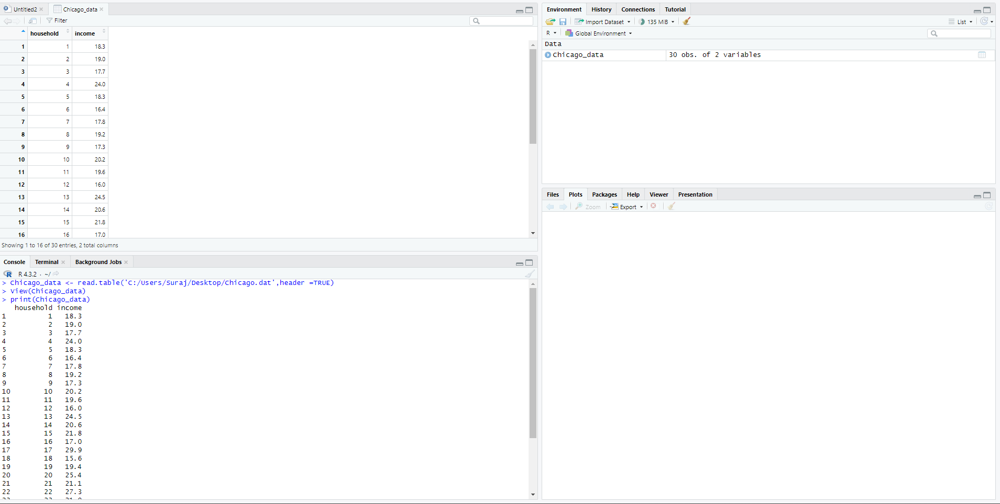 Untitled2
Chicago_data
Filter
household income
1 1 18.3
2 2 19.0
3 3 17.7
4 4 24.0
5 5 18.3
6 6 16.4
7 7 17.8
8 8 19.2
9 9 17.3
10 10 20.2
11 11 19.6
12 12 16.0
13 13 24.5
14 14 20.6
15 15 21.8
16 16 17.0
Showing 1 to 16 of 30 entries, 2 total columns
Console Terminal Background Jobs
R R 4.3.2 · ~/
> Chicago_data <- read.table('C:/Users/Suraj/Desktop/Chicago.dat',header =TRUE)
> View(Chicago_data)
> print(Chicago_data)
household income
1 1 18.3
2 2 19.0
3 3 17.7
4 4 24.0
5 5 18.3
6 6 16.4
7 7 17.8
8 8 19.2
9 9 17.3
10 10 20.2
11 11 19.6
12 12 16.0
13 13 24.5
14 14 20.6
15 15 21.8
16 16 17.0
17 17 29.9
18 18 15.6
19 19 19.4
20 20 25.4
21 21 21.1
22 22 27.3
Environment History Connections Tutorial
Import Dataset 135 MiB List
R Global Environment
Data
Chicago_data 30 obs. of 2 variables
Files Plots Packages Help Viewer Presentation
Zoom Export